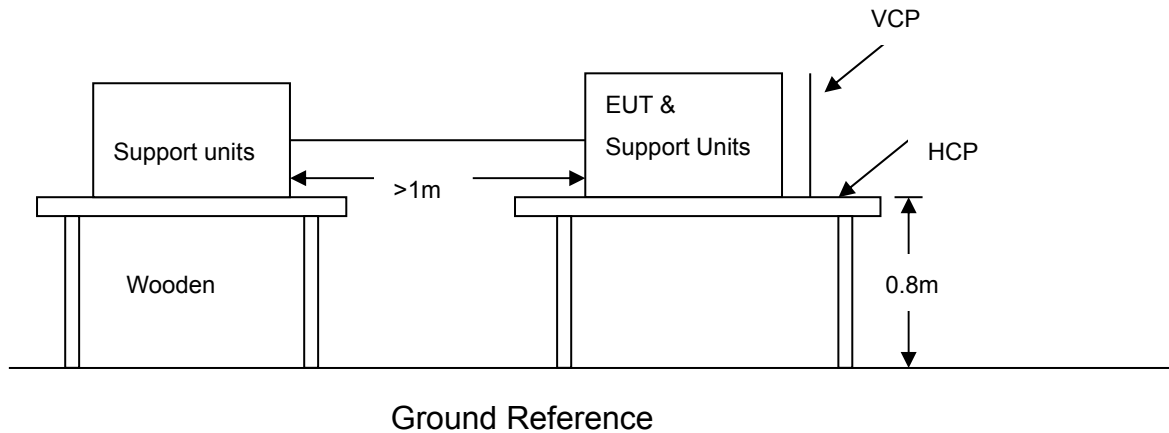 VCP
EUT &
Support Units
Support units
HCP
>1m
Wooden
0.8m
Ground Reference